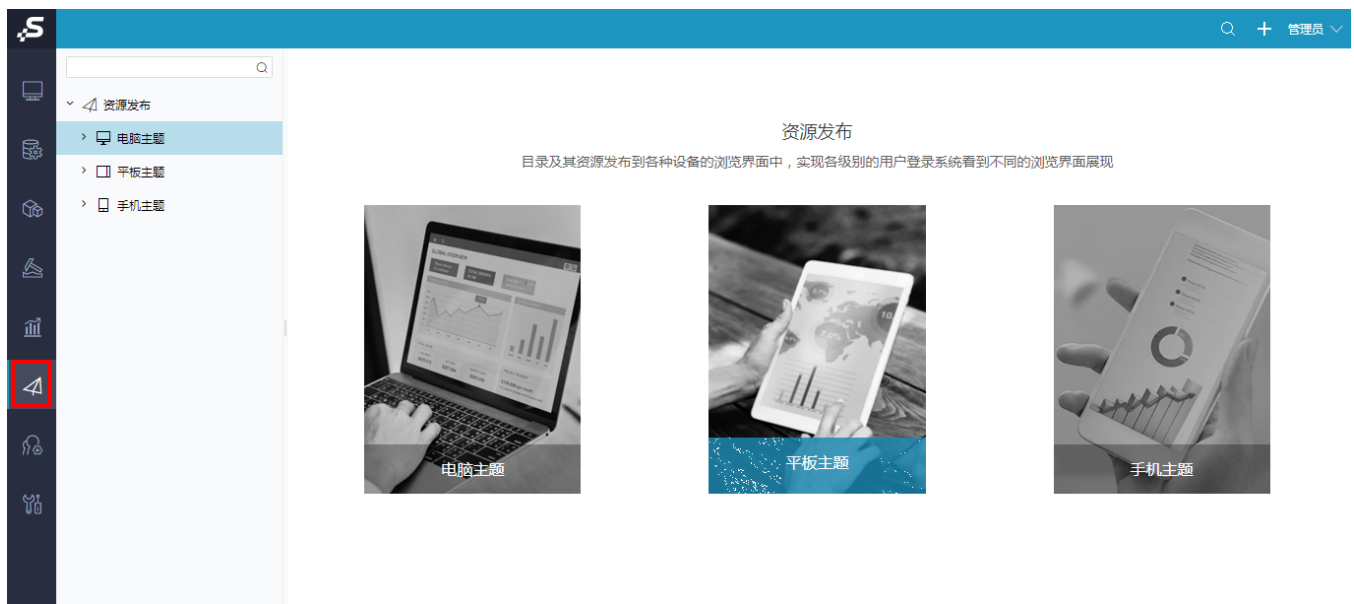 S
管理员
资源发布
电脑主题
平板主题
手机主题
资源发布
目录及其资源发布到各种设备的浏览界面中，实现各级别的用户登录系统看到不同的浏览界面展现
GLOBAL OVERVIEW
7.0%
电脑主题
平板主题
手机主题